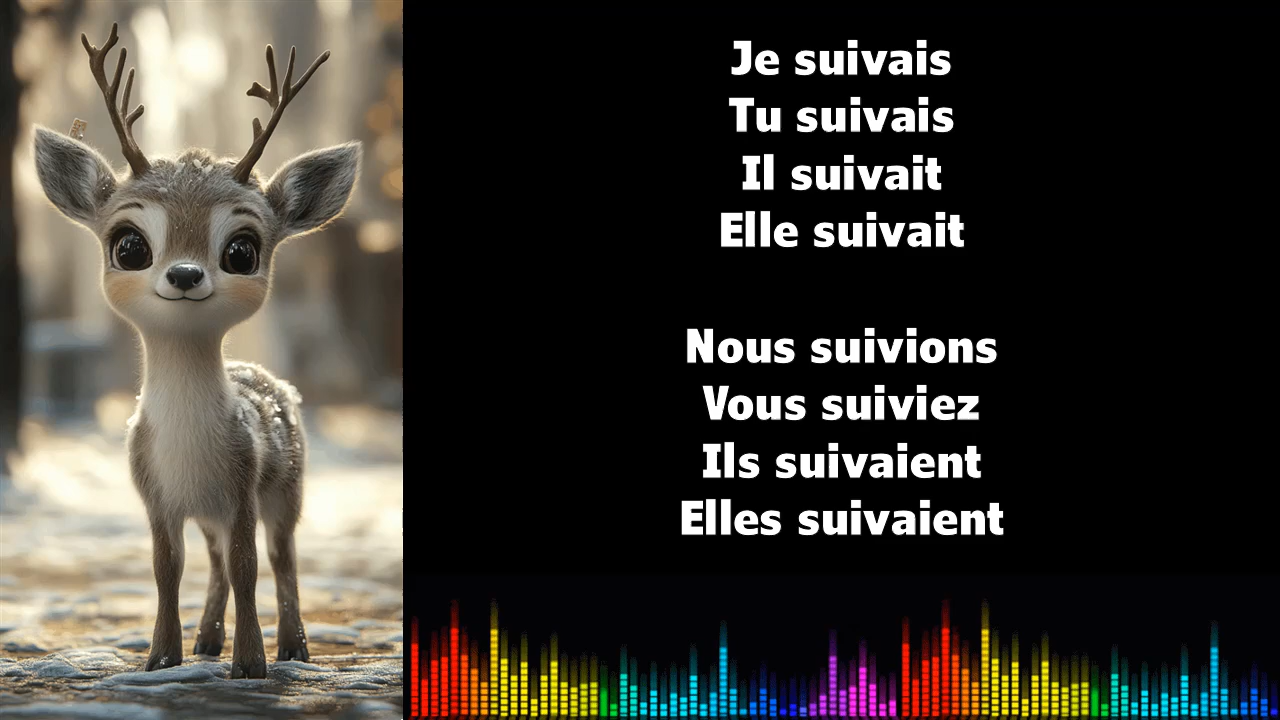 Je suivais
Tu suivais
Il suivait
Elle suivait
Nous suivions
Vous suiviez
Ils suivaient
Elles suivaient